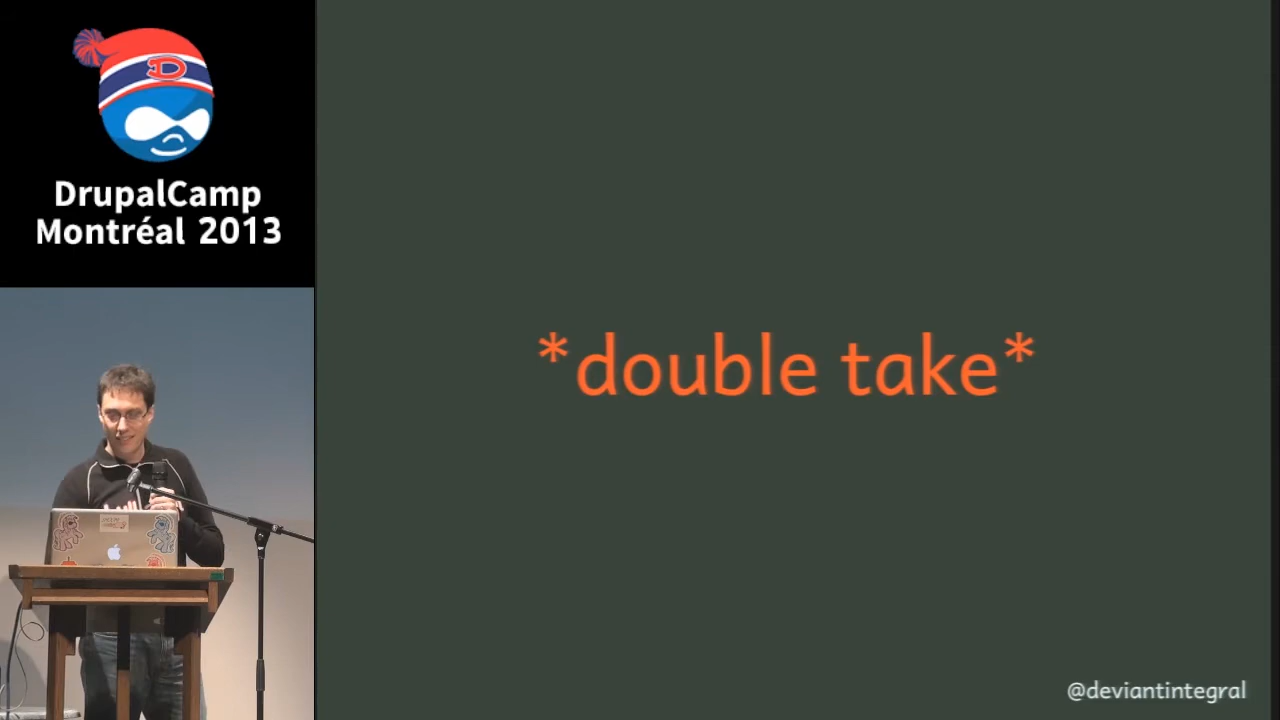 D
DrupalCamp
Montréal 2013
*double take*
@deviantintegral